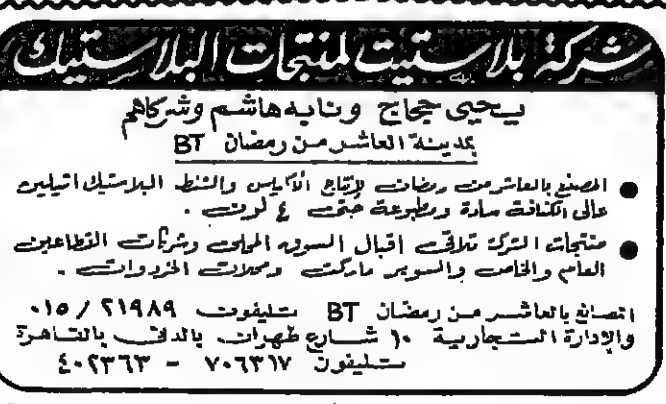 شركة بلاستيت لمنتجات البلاستيك
يحيى حجاج ونايه هاشم وشركاهم
بمدينة العاشر من رمضان BT
● المصنع بالعاشر من رمضان لإنتاج الأكياس والشنط البلاستيك اتيلين
عالى الكثافة سادة ومطبوعة حتى ٤ لون .
● منتجات الشركة تلاقى اقبال السوق المحلى وشركات القطاعين
العام والخاص والسوبر ماركت ومحلات الخردوات .
المصانع بالعاشر من رمضان BT تليفون ٢١٩٨٩ / ٠١٥
والإدارة التجارية ١٠ شارع طهران بالدقى بالقاهرة
تليفون ٧٠٦٣١٧ - ٤٠٢٣٦٣